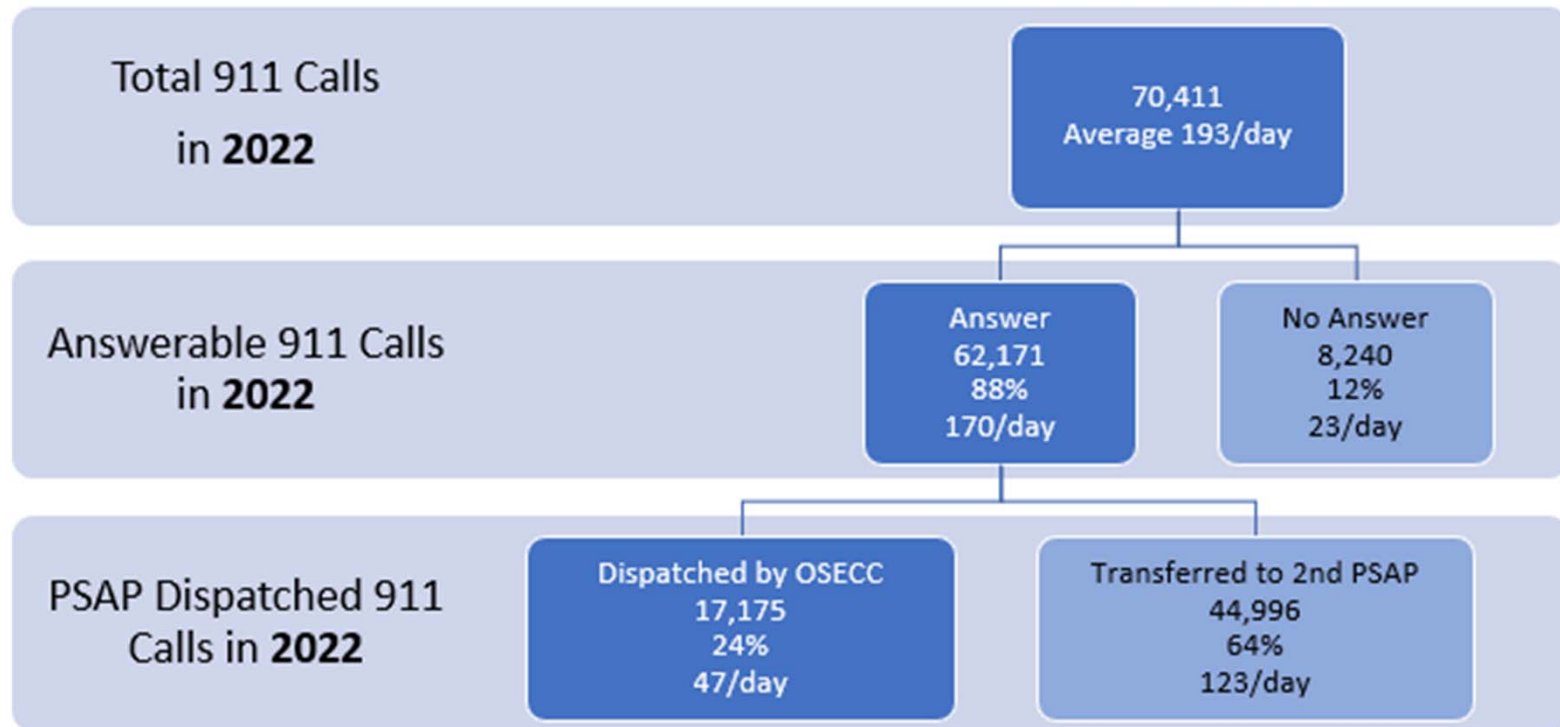 Total 911 Calls
in 2022
70,411
Average 193/day
Answerable 911 Calls
in 2022
Answer
62,171
88%
170/day
No Answer
8,240
12%
23/day
PSAP Dispatched 911
Calls in 2022
Dispatched by OSECC
17,175
24%
47/day
Transferred to 2nd PSAP
44,996
64%
123/day